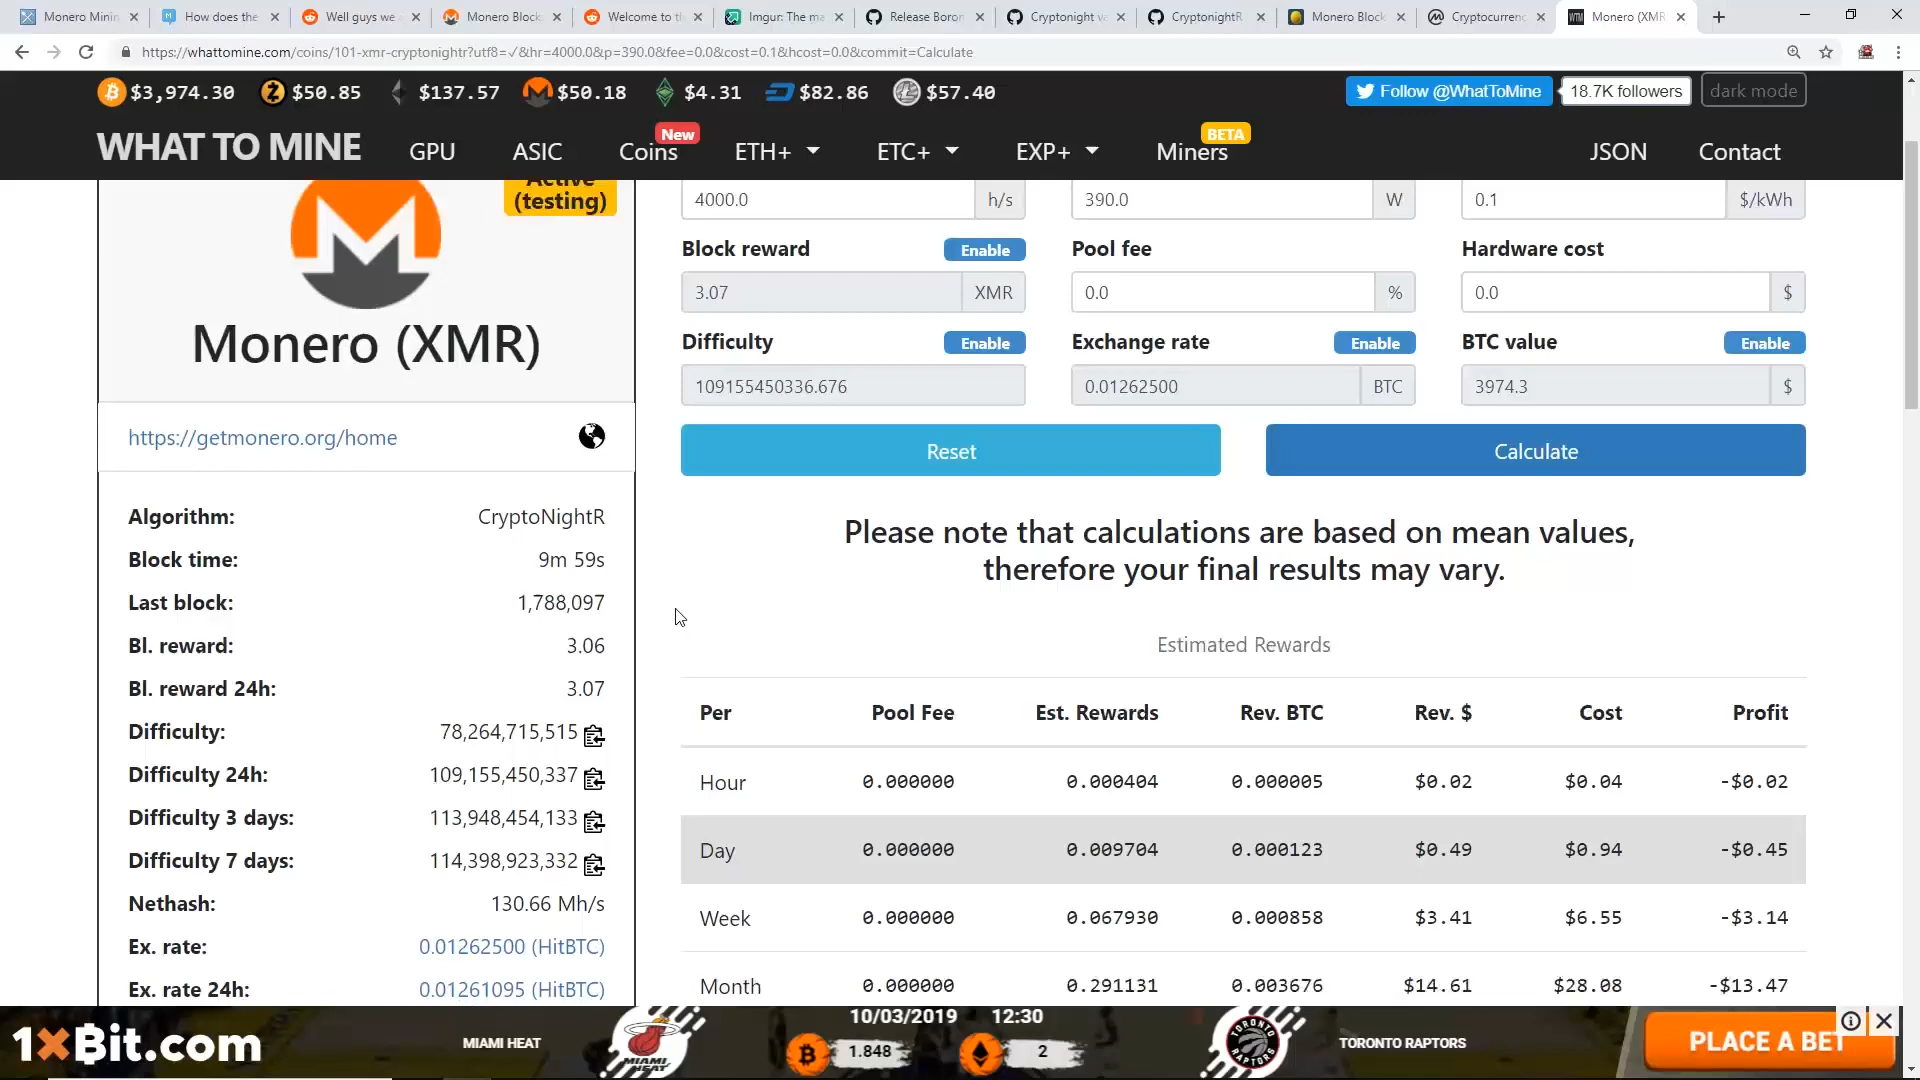 Monero Mini
How does the
Well guys we
Monero Block
Welcome to t
Imgur: The ma
Release Boron
Cryptonight v
CryptonightR
Monero Block
Cryptocurrenc
WTM Monero (XMR
https://whattomine.com/coins/101-xmr-cryptonightr?utf8=✓&hr=4000.0&p=390.0&fee=0.0&cost=0.1&hcost=0.0&commit=Calculate
$3,974.30 $50.85 $137.57 $50.18 $4.31 $82.86 $57.40
Follow @WhatToMine 18.7K followers dark mode
New BETA
WHAT TO MINE GPU ASIC Coins ETH+ ETC+ EXP+ Miners JSON Contact
Active
(testing)
Monero (XMR)
https://getmonero.org/home
Algorithm: CryptoNightR
Block time: 9m 59s
Last block: 1,788,097
Bl. reward: 3.06
Bl. reward 24h: 3.07
Difficulty: 78,264,715,515
Difficulty 24h: 109,155,450,337
Difficulty 3 days: 113,948,454,133
Difficulty 7 days: 114,398,923,332
Nethash: 130.66 Mh/s
Ex. rate: 0.01262500 (HitBTC)
Ex. rate 24h: 0.01261095 (HitBTC)
4000.0 h/s 390.0 W 0.1 $/kWh
Block reward Enable Pool fee Hardware cost
3.07 XMR 0.0 % 0.0 $
Difficulty Enable Exchange rate Enable BTC value Enable
109155450336.676 0.01262500 BTC 3974.3 $
Reset Calculate
Please note that calculations are based on mean values,
therefore your final results may vary.
Estimated Rewards
Per Pool Fee Est. Rewards Rev. BTC Rev. $ Cost Profit
Hour 0.000000 0.000404 0.000005 $0.02 $0.04 -$0.02
Day 0.000000 0.009704 0.000123 $0.49 $0.94 -$0.45
Week 0.000000 0.067930 0.000858 $3.41 $6.55 -$3.14
Month 0.000000 0.291131 0.003676 $14.61 $28.08 -$13.47
1xBit.com
MIAMI HEAT
MIAMI
HEAT
10/03/2019 12:30
1.848 2
TORONTO RAPTORS
TORONTO
RAPTORS
PLACE A BET